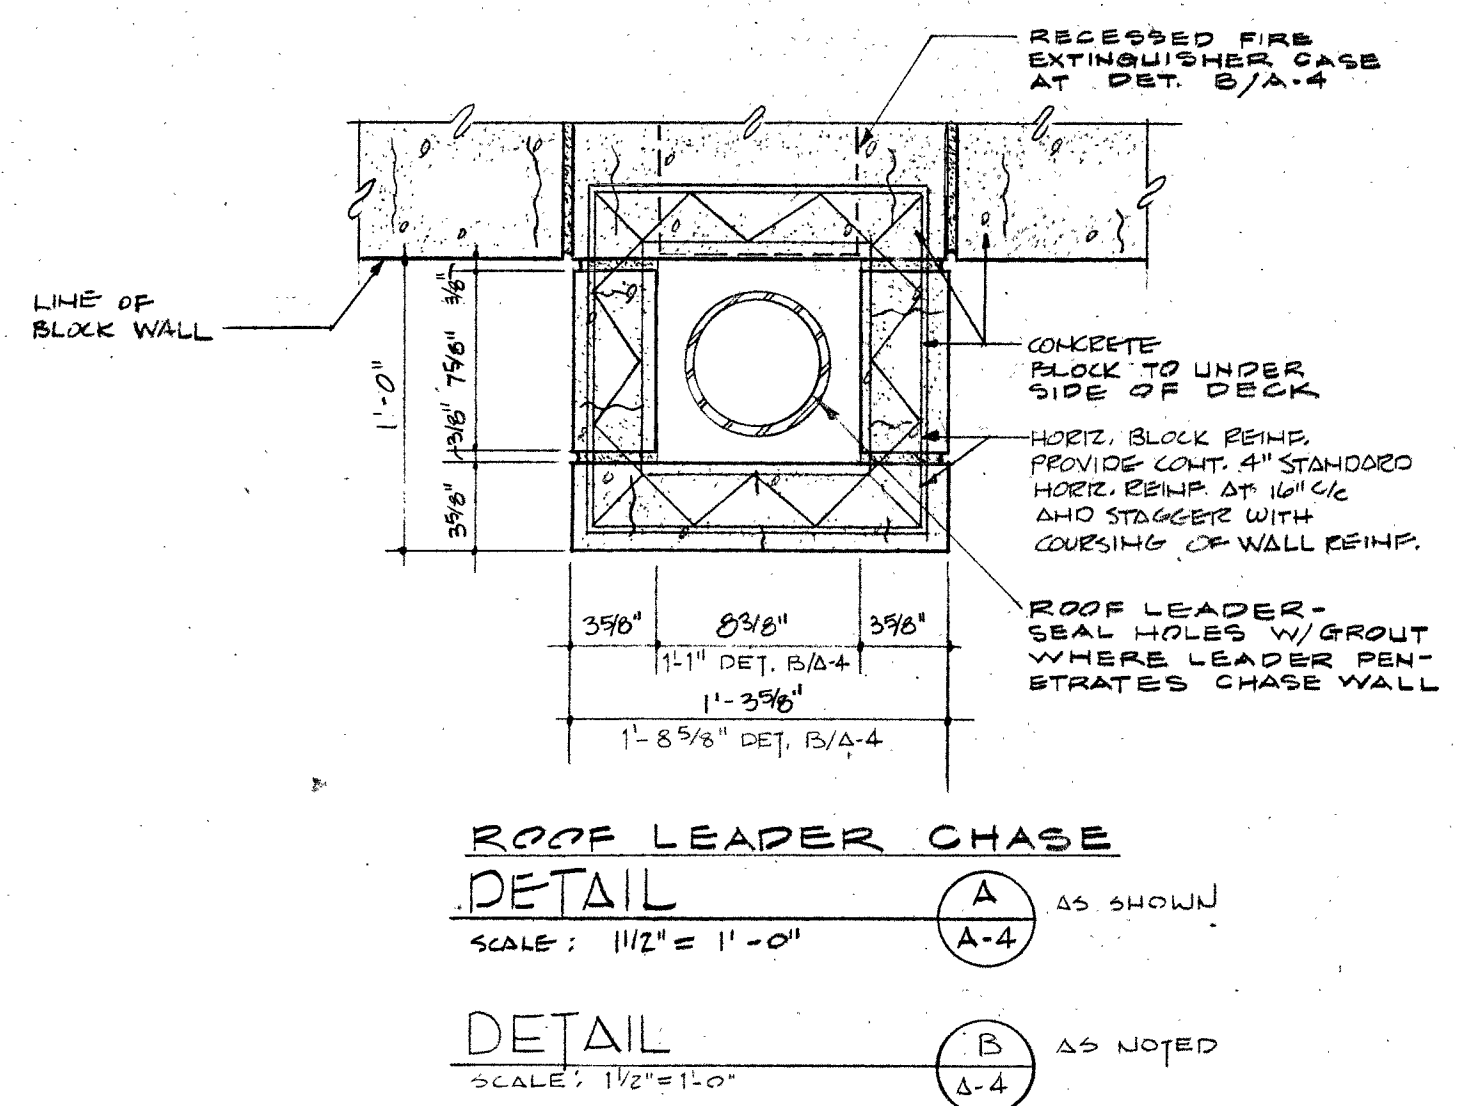 RECESSED FIRE
EXTINGUISHER CASE
AT DET. B/A-4
LINE OF
BLOCK WALL
3/8"
7 5/8"
3/8"
3 5/8"
1'-0"
CONCRETE
BLOCK TO UNDER
SIDE OF DECK
HORIZ. BLOCK REINF.
PROVIDE CONT. 4" STANDARD
HORIZ. REINF. AT 16" C/C
AND STAGGER WITH
COURSING OF WALL REINF.
ROOF LEADER-
SEAL HOLES W/GROUT
WHERE LEADER PEN-
ETRATES CHASE WALL
3 5/8" 8 3/8" 3 5/8"
1'-1" DET. B/A-4
1'-3 5/8"
1'-8 5/8" DET. B/A-4
ROOF LEADER CHASE
DETAIL A AS SHOWN
SCALE: 1 1/2" = 1'-0" A-4
DETAIL B AS NOTED
SCALE: 1 1/2"=1'-0" A-4